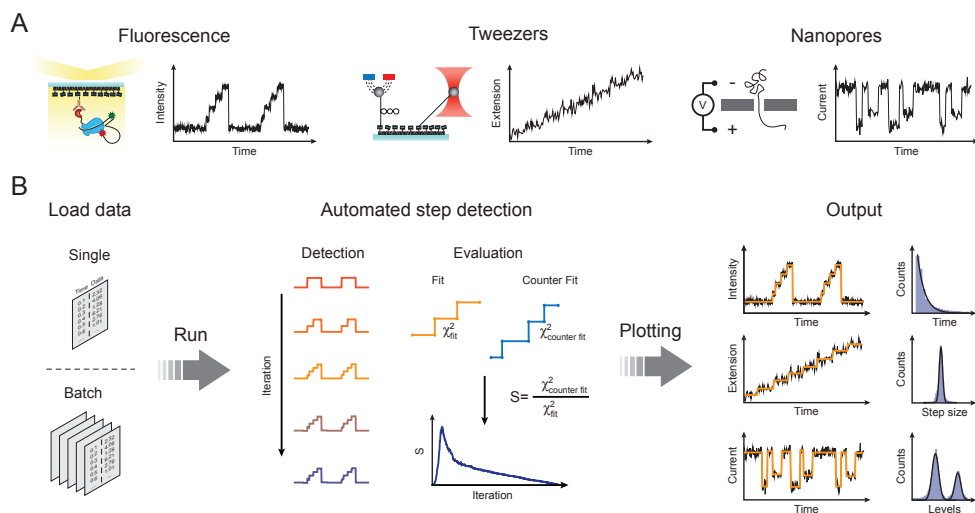 A
Fluorescence
Intensity
Time
Tweezers
Extension
Time
Nanopores
V
-
+
Current
Time
B
Load data
Single
Time Data
Batch
Run
Automated step detection
Detection
Iteration
Evaluation
Fit
χ²fit
Counter Fit
χ²counter fit
S= χ²counter fit / χ²fit
S
Iteration
Plotting
Output
Intensity
Time
Counts
Time
Extension
Time
Counts
Step size
Current
Time
Counts
Levels